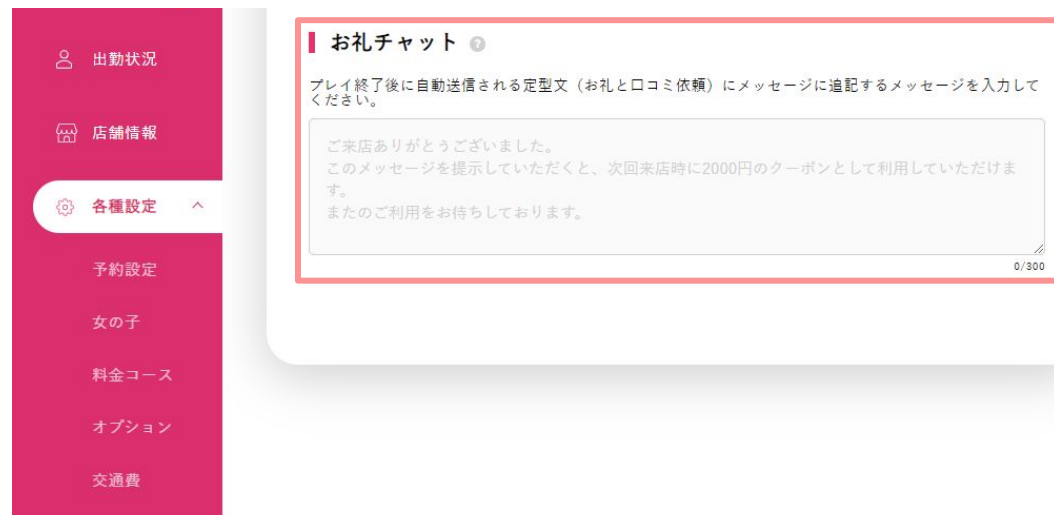 出勤状況
店舗情報
各種設定
予約設定
女の子
料金コース
オプション
交通費
お礼チャット
プレイ終了後に自動送信される定型文（お礼と口コミ依頼）にメッセージに追記するメッセージを入力して
ください。
ご来店ありがとうございました。
このメッセージを提示していただくと、次回来店時に2000円のクーポンとして利用していただけま
す。
またのご利用をお待ちしております。
0/300